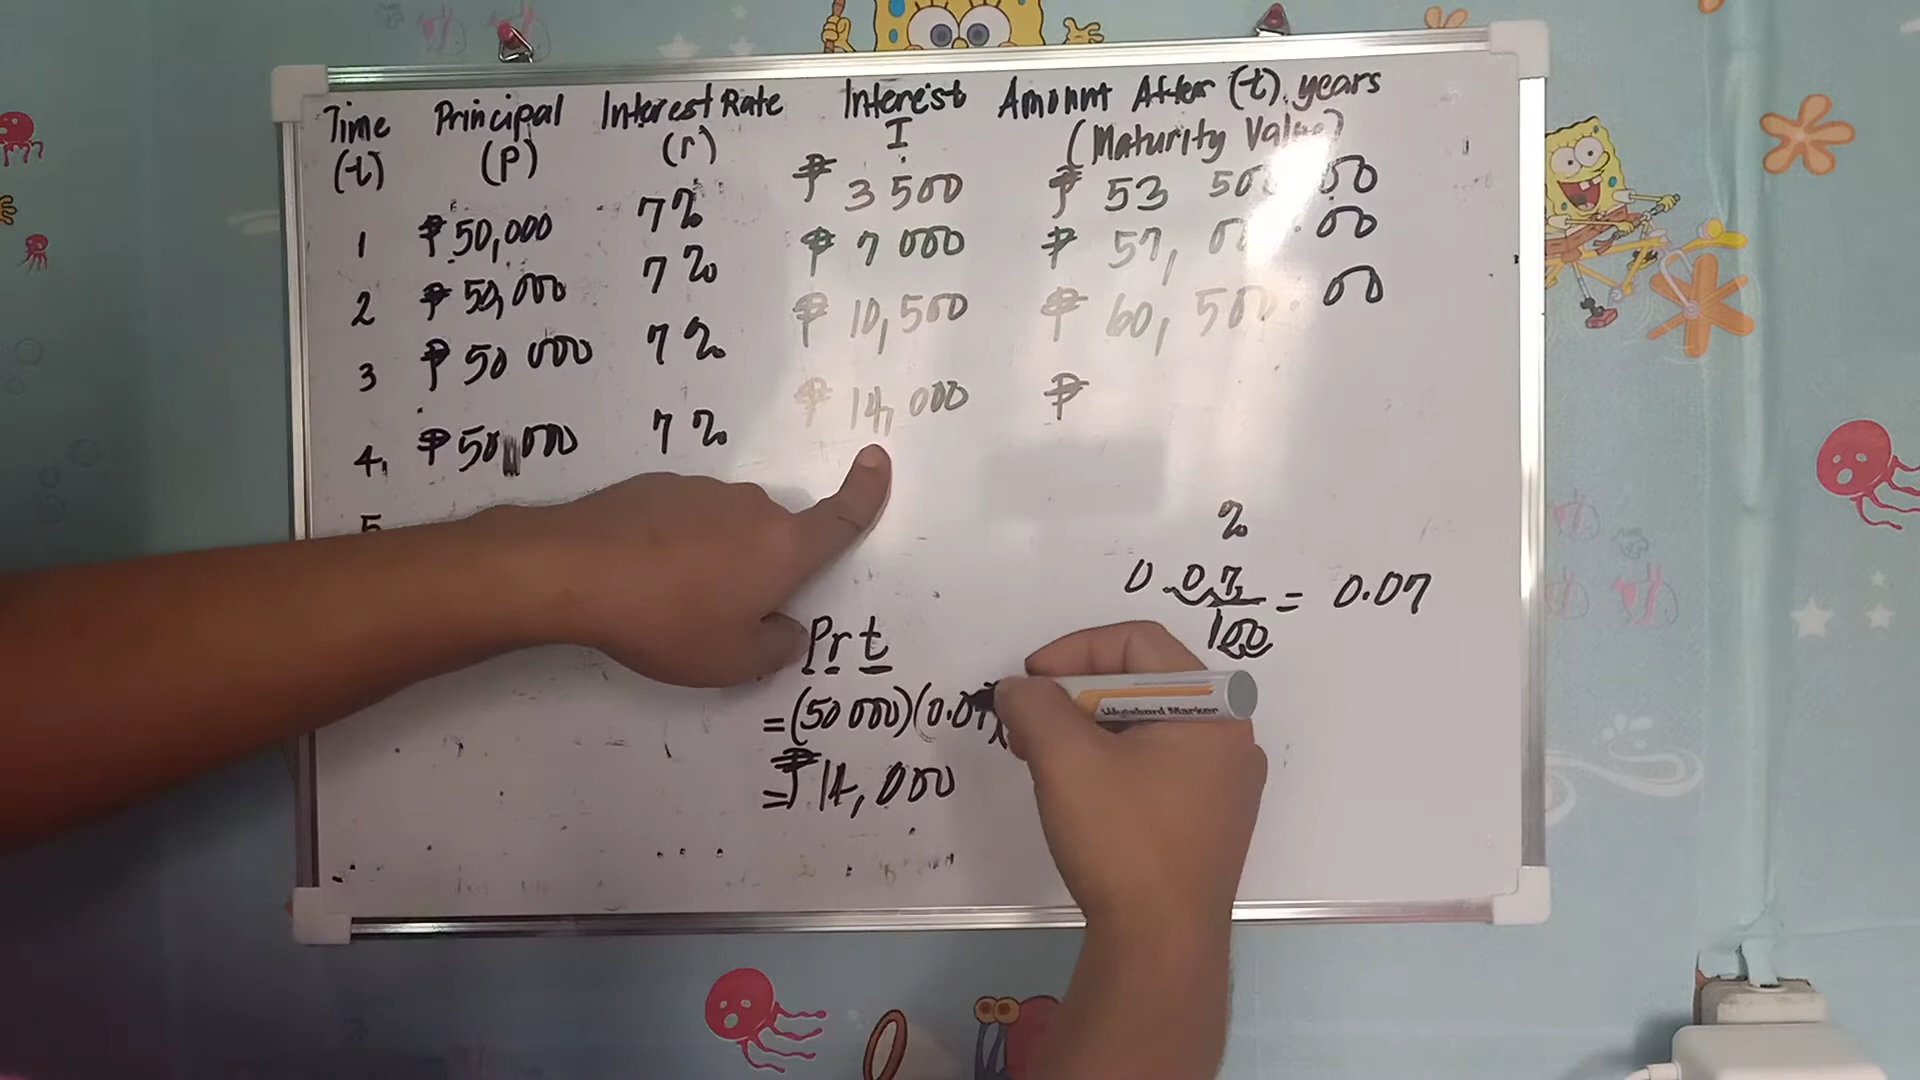 Time Principal Interest Rate Interest Amount After (t) years
(t) (P) (r) I (Maturity Value)
1 ₱50,000 7% ₱ 3 500 ₱ 53 500.00
2 ₱50,000 7% ₱ 7 000 ₱ 57, 000.00
3 ₱50 000 7% ₱ 10,500 ₱ 60, 500.00
4, ₱50,000 7% ₱ 14,000 ₱
5
%
0 07 = 0.07
100
Prt
=(50 000)(0.07)
=₱14,000
Whiteboard Marker